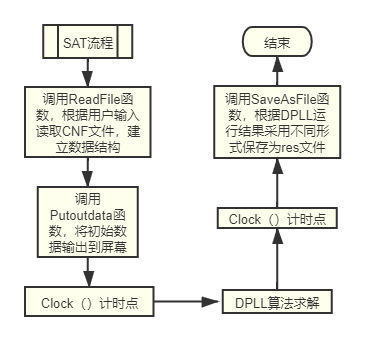 SAT流程
调用ReadFile函
数，根据用户输入
读取CNF文件，建
立数据结构
调用
Putoutdata函
数，将初始数
据输出到屏幕
Clock（）计时点
DPLL算法求解
Clock（）计时点
调用SaveAsFile函
数，根据DPLL运
行结果采用不同形
式保存为res文件
结束